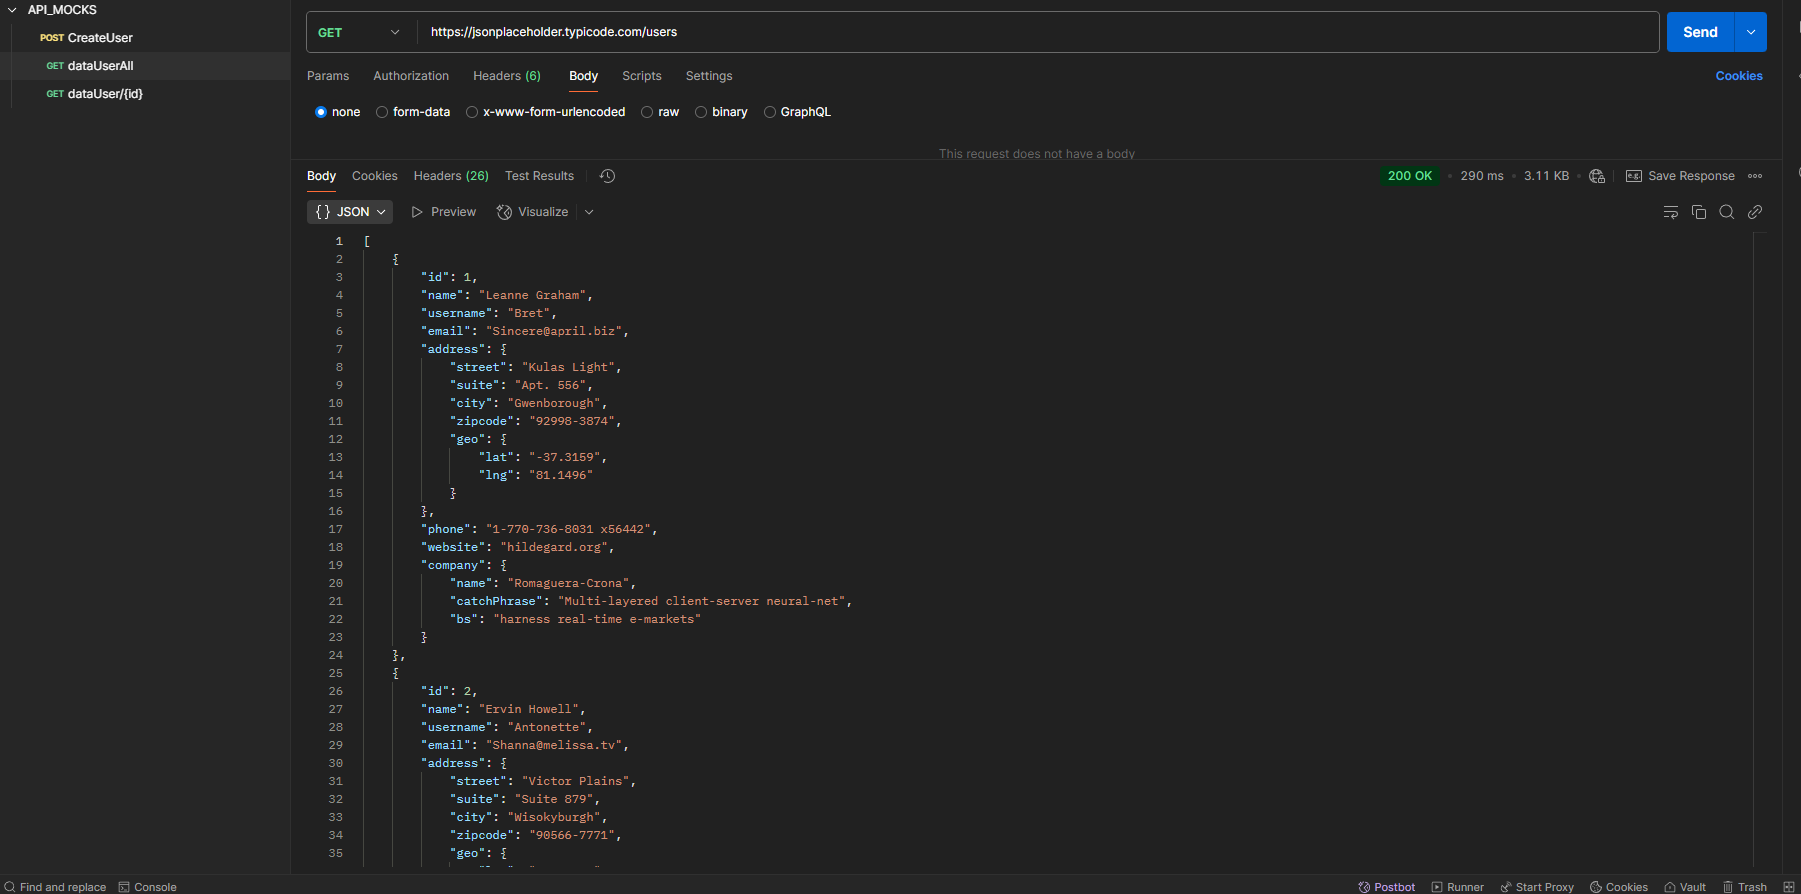 API_MOCKS
POST CreateUser
GET dataUserAll
GET dataUser/{id}
GET https://jsonplaceholder.typicode.com/users Send
Params Authorization Headers (6) Body Scripts Settings Cookies
none form-data x-www-form-urlencoded raw binary GraphQL
This request does not have a body
Body Cookies Headers (26) Test Results 200 OK 290 ms 3.11 KB Save Response
{} JSON Preview Visualize
1 [
2 {
3 "id": 1,
4 "name": "Leanne Graham",
5 "username": "Bret",
6 "email": "Sincere@april.biz",
7 "address": {
8 "street": "Kulas Light",
9 "suite": "Apt. 556",
10 "city": "Gwenborough",
11 "zipcode": "92998-3874",
12 "geo": {
13 "lat": "-37.3159",
14 "lng": "81.1496"
15 }
16 },
17 "phone": "1-770-736-8031 x56442",
18 "website": "hildegard.org",
19 "company": {
20 "name": "Romaguera-Crona",
21 "catchPhrase": "Multi-layered client-server neural-net",
22 "bs": "harness real-time e-markets"
23 }
24 },
25 {
26 "id": 2,
27 "name": "Ervin Howell",
28 "username": "Antonette",
29 "email": "Shanna@melissa.tv",
30 "address": {
31 "street": "Victor Plains",
32 "suite": "Suite 879",
33 "city": "Wisokyburgh",
34 "zipcode": "90566-7771",
35 "geo": {
Find and replace Console Postbot Runner Start Proxy Cookies Vault Trash